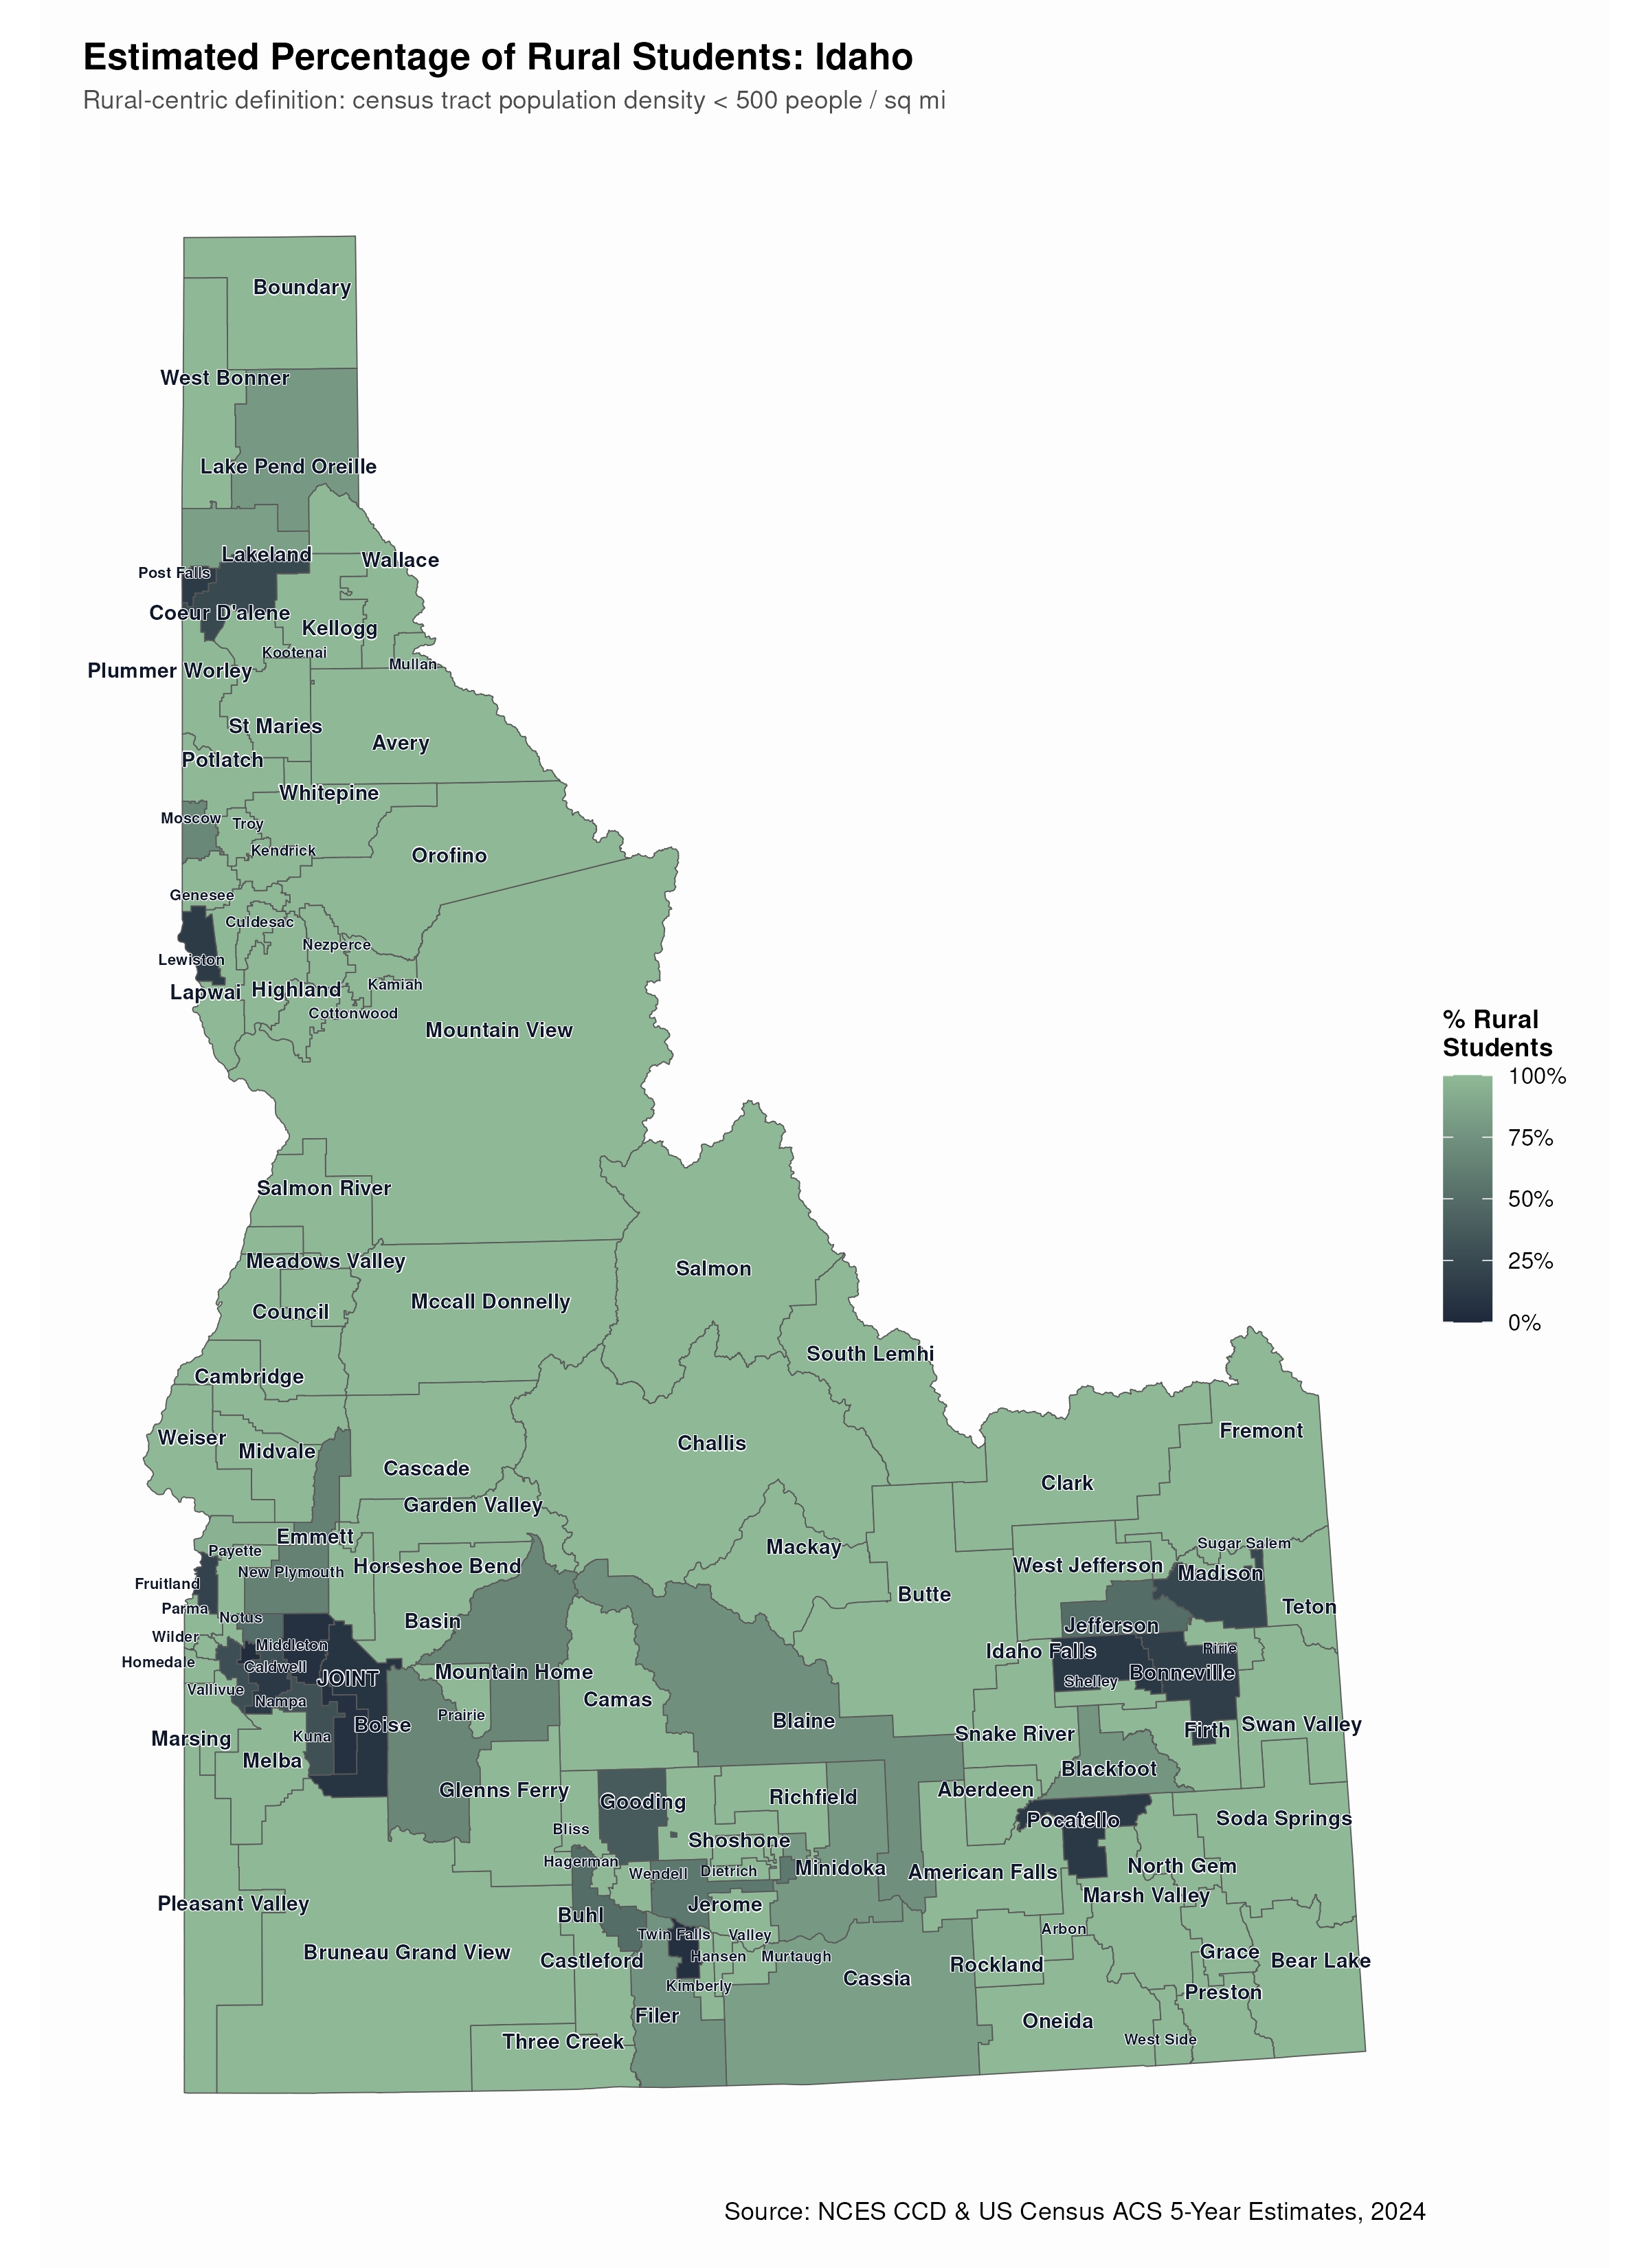 Estimated Percentage of Rural Students: Idaho
Rural-centric definition: census tract population density < 500 people / sq mi
Boundary
West Bonner
Lake Pend Oreille
Lakeland
Wallace
Post Falls
Coeur D'alene
Kellogg
Kootenai
Mullan
Plummer Worley
St Maries
Avery
Potlatch
Whitepine
Moscow
Troy
Kendrick
Orofino
Genesee
Culdesac
Nezperce
Lewiston
Kamiah
Lapwai
Highland
Cottonwood
Mountain View
% Rural
Students
100%
75%
50%
25%
0%
Salmon River
Meadows Valley
Salmon
Mccall Donnelly
Council
South Lemhi
Cambridge
Fremont
Weiser
Midvale
Challis
Cascade
Clark
Garden Valley
Emmett
Mackay
Sugar Salem
Payette
Horseshoe Bend
West Jefferson
Madison
New Plymouth
Fruitland
Butte
Parma
Teton
Notus
Basin
Jefferson
Wilder
Middleton
Idaho Falls
Ririe
Homedale
Caldwell
JOINT
Mountain Home
Bonneville
Shelley
Vallivue
Nampa
Camas
Prairie
Blaine
Boise
Swan Valley
Marsing
Kuna
Snake River
Firth
Melba
Blackfoot
Glenns Ferry
Aberdeen
Richfield
Gooding
Pocatello
Soda Springs
Bliss
Shoshone
Hagerman
Wendell
Dietrich
Minidoka
American Falls
North Gem
Marsh Valley
Pleasant Valley
Jerome
Buhl
Twin Falls
Valley
Arbon
Bruneau Grand View
Castleford
Hansen
Murtaugh
Grace
Rockland
Bear Lake
Cassia
Kimberly
Preston
Filer
Oneida
Three Creek
West Side
Source: NCES CCD & US Census ACS 5-Year Estimates, 2024